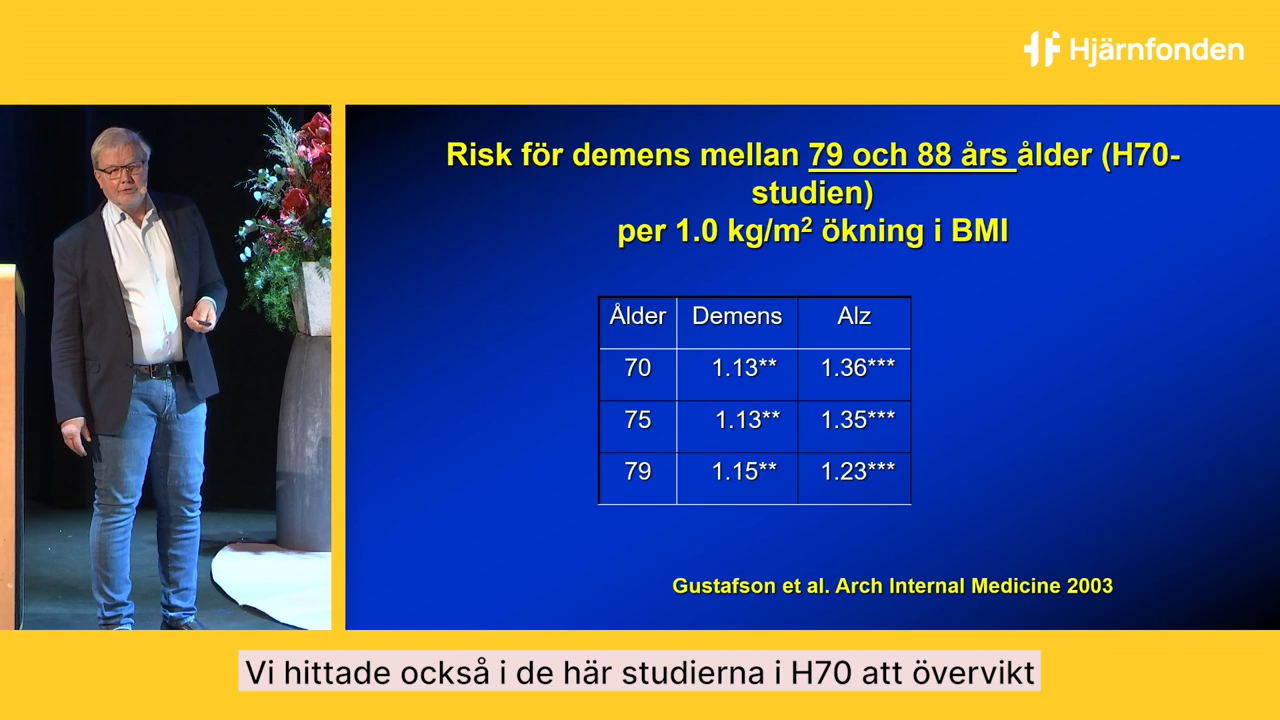 Hjärnfonden
Risk för demens mellan 79 och 88 års ålder (H70-
studien)
per 1.0 kg/m² ökning i BMI
Ålder Demens Alz
70 1.13** 1.36***
75 1.13** 1.35***
79 1.15** 1.23***
Gustafson et al. Arch Internal Medicine 2003
Vi hittade också i de här studierna i H70 att övervikt